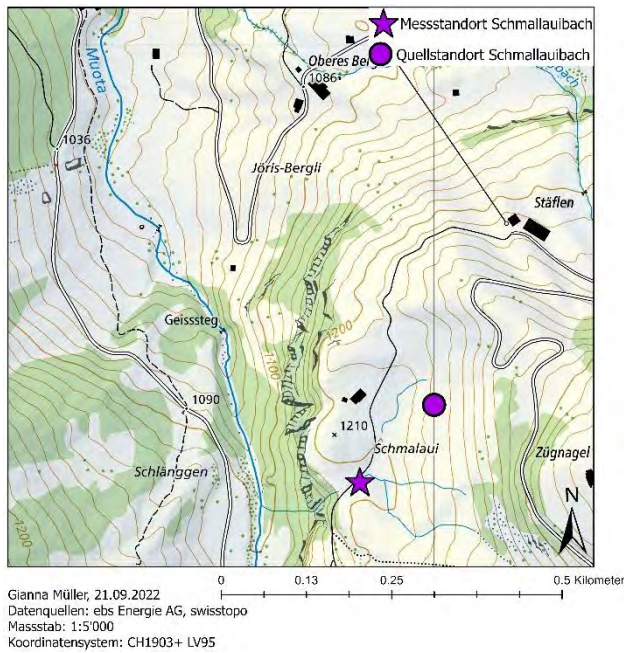 Messstandort Schmallauibach
Quellstandort Schmallauibach
Muota
Oberes Ber
1086
1036
Jöris-Bergli
Stäflen
Geisssteg
1200
1100
1090
1210
Schmalaui
Zügnagel
Schlänggen
1200
N
0 0.13 0.25 0.5 Kilometer
Gianna Müller, 21.09.2022
Datenquellen: ebs Energie AG, swisstopo
Massstab: 1:5'000
Koordinatensystem: CH1903+ LV95